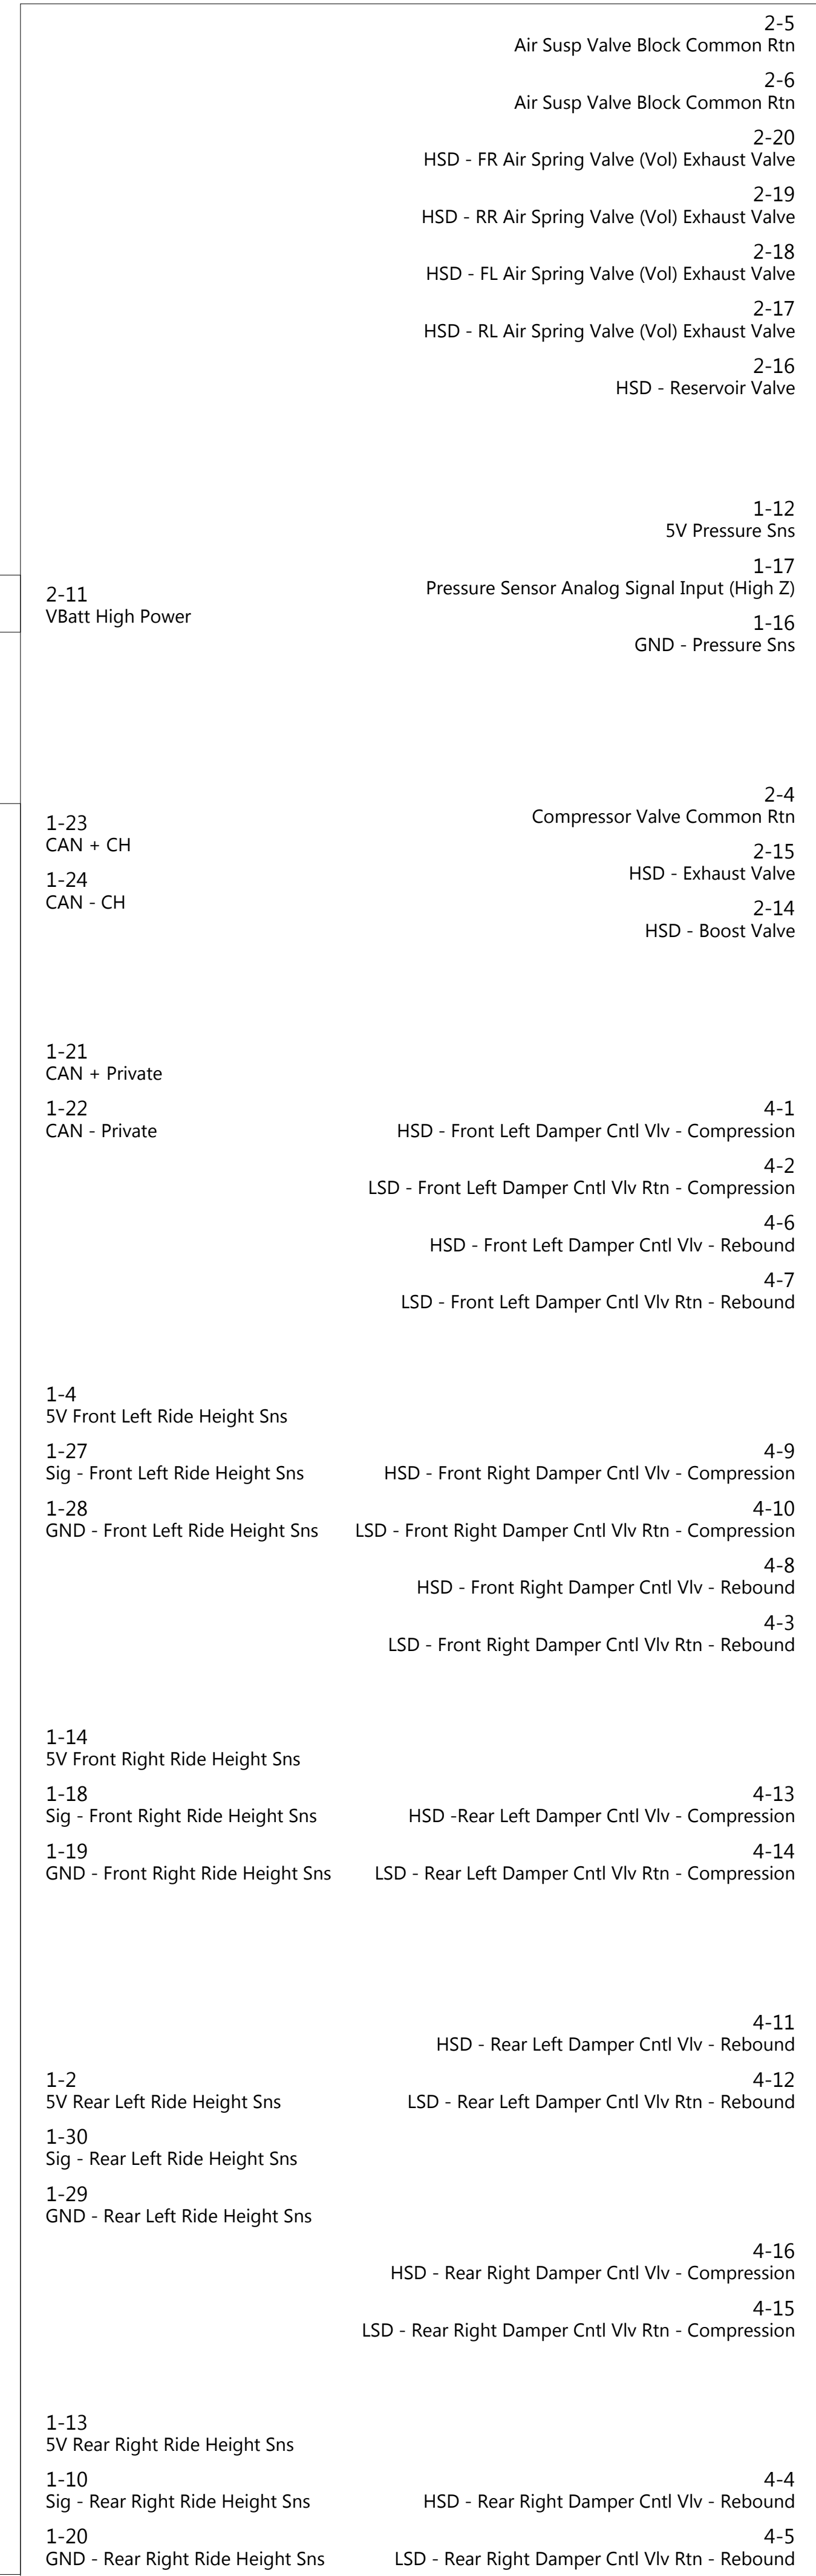 2-5
Air Susp Valve Block Common Rtn
2-6
Air Susp Valve Block Common Rtn
2-20
HSD - FR Air Spring Valve (Vol) Exhaust Valve
2-19
HSD - RR Air Spring Valve (Vol) Exhaust Valve
2-18
HSD - FL Air Spring Valve (Vol) Exhaust Valve
2-17
HSD - RL Air Spring Valve (Vol) Exhaust Valve
2-16
HSD - Reservoir Valve
1-12
5V Pressure Sns
1-17
Pressure Sensor Analog Signal Input (High Z)
1-16
GND - Pressure Sns
2-11
VBatt High Power
2-4
Compressor Valve Common Rtn
2-15
HSD - Exhaust Valve
2-14
HSD - Boost Valve
1-23
CAN + CH
1-24
CAN - CH
1-21
CAN + Private
1-22
CAN - Private
4-1
HSD - Front Left Damper Cntl Vlv - Compression
4-2
LSD - Front Left Damper Cntl Vlv Rtn - Compression
4-6
HSD - Front Left Damper Cntl Vlv - Rebound
4-7
LSD - Front Left Damper Cntl Vlv Rtn - Rebound
1-4
5V Front Left Ride Height Sns
1-27
Sig - Front Left Ride Height Sns
1-28
GND - Front Left Ride Height Sns
4-9
HSD - Front Right Damper Cntl Vlv - Compression
4-10
LSD - Front Right Damper Cntl Vlv Rtn - Compression
4-8
HSD - Front Right Damper Cntl Vlv - Rebound
4-3
LSD - Front Right Damper Cntl Vlv Rtn - Rebound
1-14
5V Front Right Ride Height Sns
1-18
Sig - Front Right Ride Height Sns
1-19
GND - Front Right Ride Height Sns
4-13
HSD -Rear Left Damper Cntl Vlv - Compression
4-14
LSD - Rear Left Damper Cntl Vlv Rtn - Compression
4-11
HSD - Rear Left Damper Cntl Vlv - Rebound
4-12
LSD - Rear Left Damper Cntl Vlv Rtn - Rebound
1-2
5V Rear Left Ride Height Sns
1-30
Sig - Rear Left Ride Height Sns
1-29
GND - Rear Left Ride Height Sns
4-16
HSD - Rear Right Damper Cntl Vlv - Compression
4-15
LSD - Rear Right Damper Cntl Vlv Rtn - Compression
1-13
5V Rear Right Ride Height Sns
1-10
Sig - Rear Right Ride Height Sns
1-20
GND - Rear Right Ride Height Sns
4-4
HSD - Rear Right Damper Cntl Vlv - Rebound
4-5
LSD - Rear Right Damper Cntl Vlv Rtn - Rebound